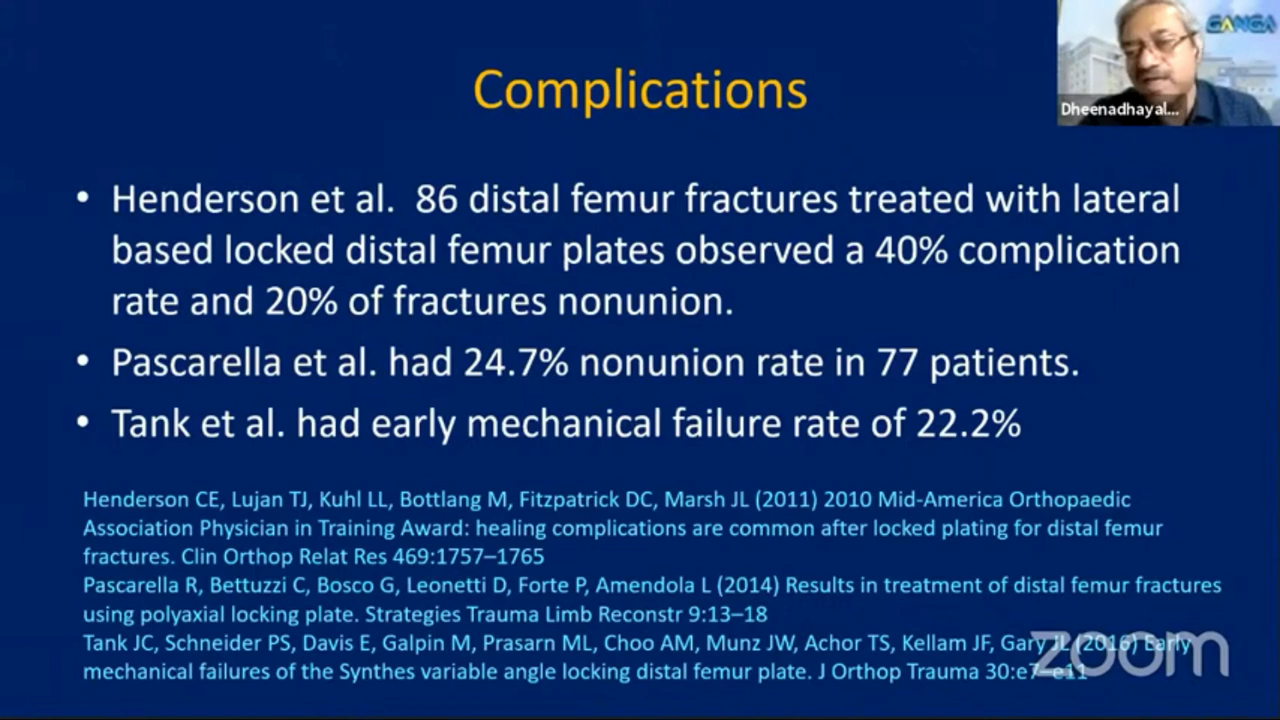 GANGA
Complications
Dheenadhayal...
• Henderson et al.  86 distal femur fractures treated with lateral
based locked distal femur plates observed a 40% complication
rate and 20% of fractures nonunion.
• Pascarella et al. had 24.7% nonunion rate in 77 patients.
• Tank et al. had early mechanical failure rate of 22.2%
Henderson CE, Lujan TJ, Kuhl LL, Bottlang M, Fitzpatrick DC, Marsh JL (2011) 2010 Mid-America Orthopaedic
Association Physician in Training Award: healing complications are common after locked plating for distal femur
fractures. Clin Orthop Relat Res 469:1757–1765
Pascarella R, Bettuzzi C, Bosco G, Leonetti D, Forte P, Amendola L (2014) Results in treatment of distal femur fractures
using polyaxial locking plate. Strategies Trauma Limb Reconstr 9:13–18
Tank JC, Schneider PS, Davis E, Galpin M, Prasarn ML, Choo AM, Munz JW, Achor TS, Kellam JF, Gary JL (2016) Early
mechanical failures of the Synthes variable angle locking distal femur plate. J Orthop Trauma 30:e7–e11
zoom